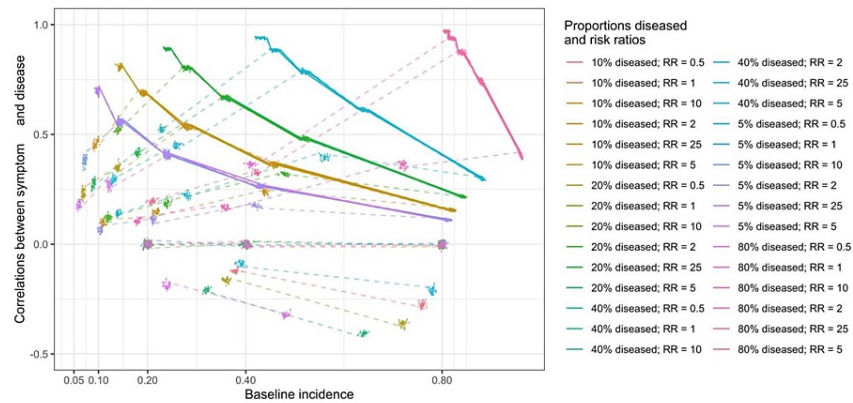 Correlations between symptom and disease
1.0
0.5
0.0
-0.5
0.05 0.10 0.20 0.40 0.80
Baseline incidence
Proportions diseased
and risk ratios
10% diseased; RR = 0.5
10% diseased; RR = 1
10% diseased; RR = 10
10% diseased; RR = 2
10% diseased; RR = 25
10% diseased; RR = 5
20% diseased; RR = 0.5
20% diseased; RR = 1
20% diseased; RR = 10
20% diseased; RR = 2
20% diseased; RR = 25
20% diseased; RR = 5
40% diseased; RR = 0.5
40% diseased; RR = 1
40% diseased; RR = 10
40% diseased; RR = 2
40% diseased; RR = 25
40% diseased; RR = 5
5% diseased; RR = 0.5
5% diseased; RR = 1
5% diseased; RR = 10
5% diseased; RR = 2
5% diseased; RR = 25
5% diseased; RR = 5
80% diseased; RR = 0.5
80% diseased; RR = 1
80% diseased; RR = 10
80% diseased; RR = 2
80% diseased; RR = 25
80% diseased; RR = 5